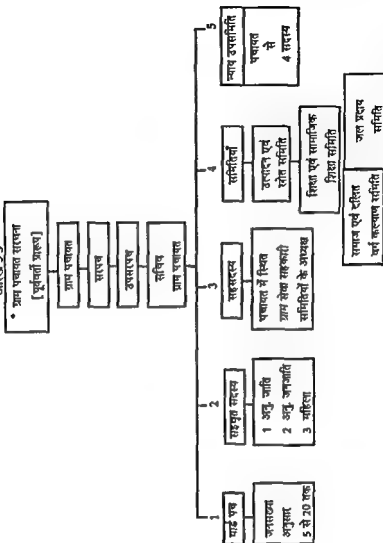 * ग्राम पंचायत संरचना
[पूर्ववर्ती प्रारूप]
ग्राम पंचायत
सरपंच
उपसरपंच
सचिव
ग्राम पंचायत
1
वार्ड पंच
जनसंख्या
अनुसार
5 से 20 तक
2
सहवृत सदस्य
1 अनु. जाति
2 अनु. जनजाति
3 महिला
3
सहसदस्य
पंचायत में स्थित
ग्राम सेवा सहकारी
समितियों के अध्यक्ष
4
समितियाँ
उत्पादन एवं
स्रोत समिति
शिक्षा एवं सामाजिक
शिक्षा समिति
समाज एवं दलित
वर्ग कल्याण समिति
जल प्रदाय
समिति
5
न्याय उपसमिति
पंचायत
से
4 सदस्य